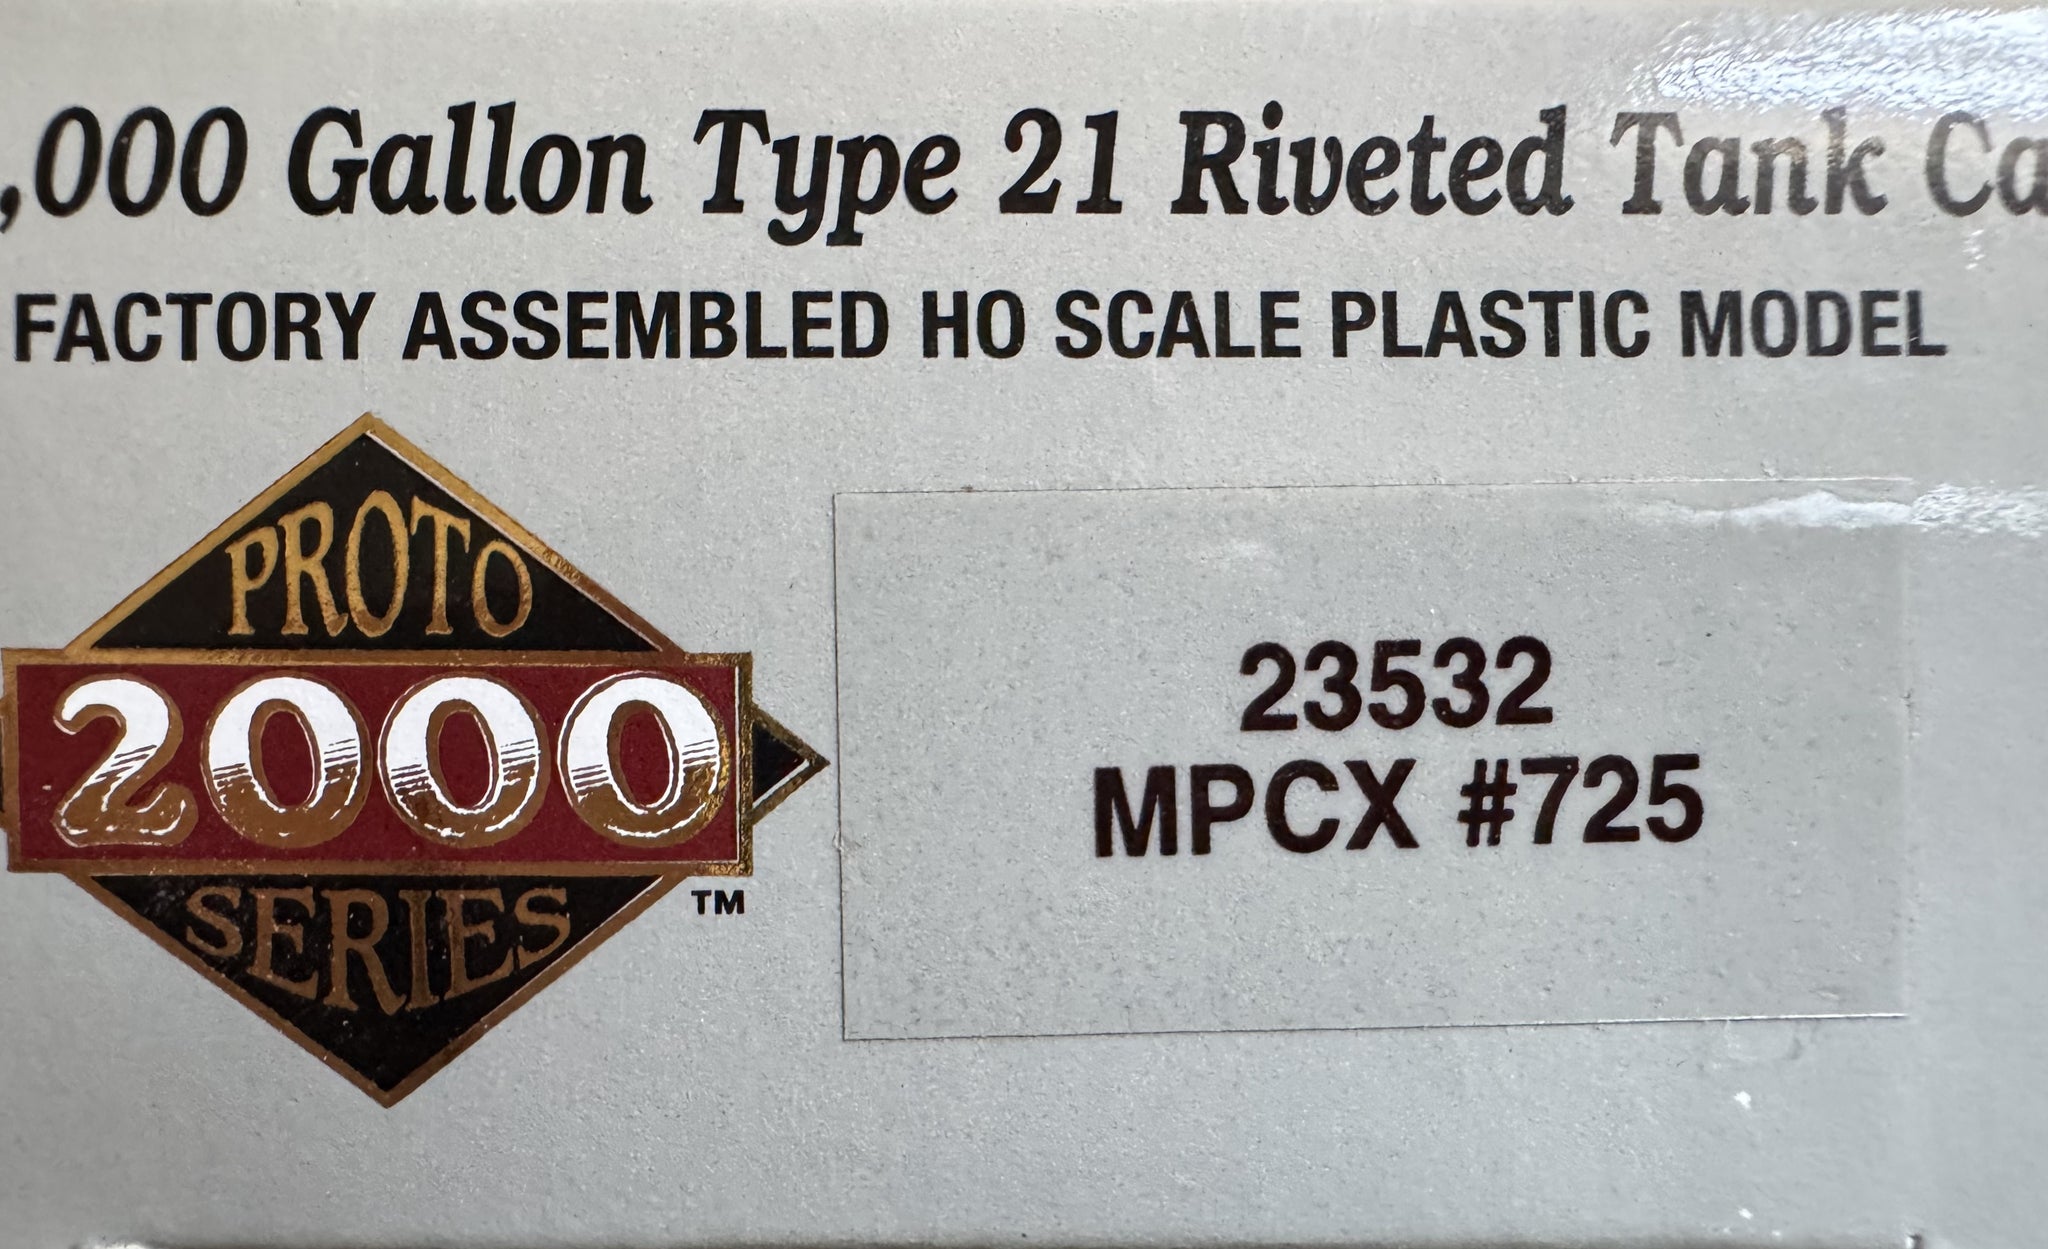 ,000 Gallon Type 21 Riveted Tank Ca
FACTORY ASSEMBLED HO SCALE PLASTIC MODEL
PROTO
2000
SERIES
TM
23532
MPCX #725